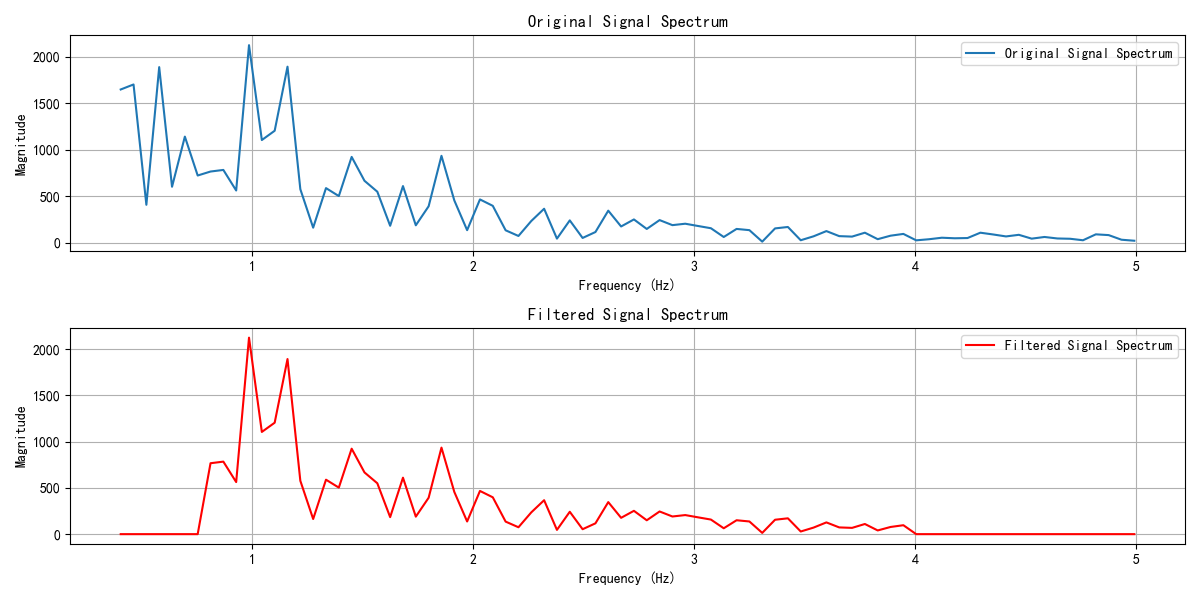 Original Signal Spectrum
Original Signal Spectrum
2000
1500
1000
500
0
Magnitude
1 2 3 4 5
Frequency (Hz)
Filtered Signal Spectrum
Filtered Signal Spectrum
2000
1500
1000
500
0
Magnitude
1 2 3 4 5
Frequency (Hz)